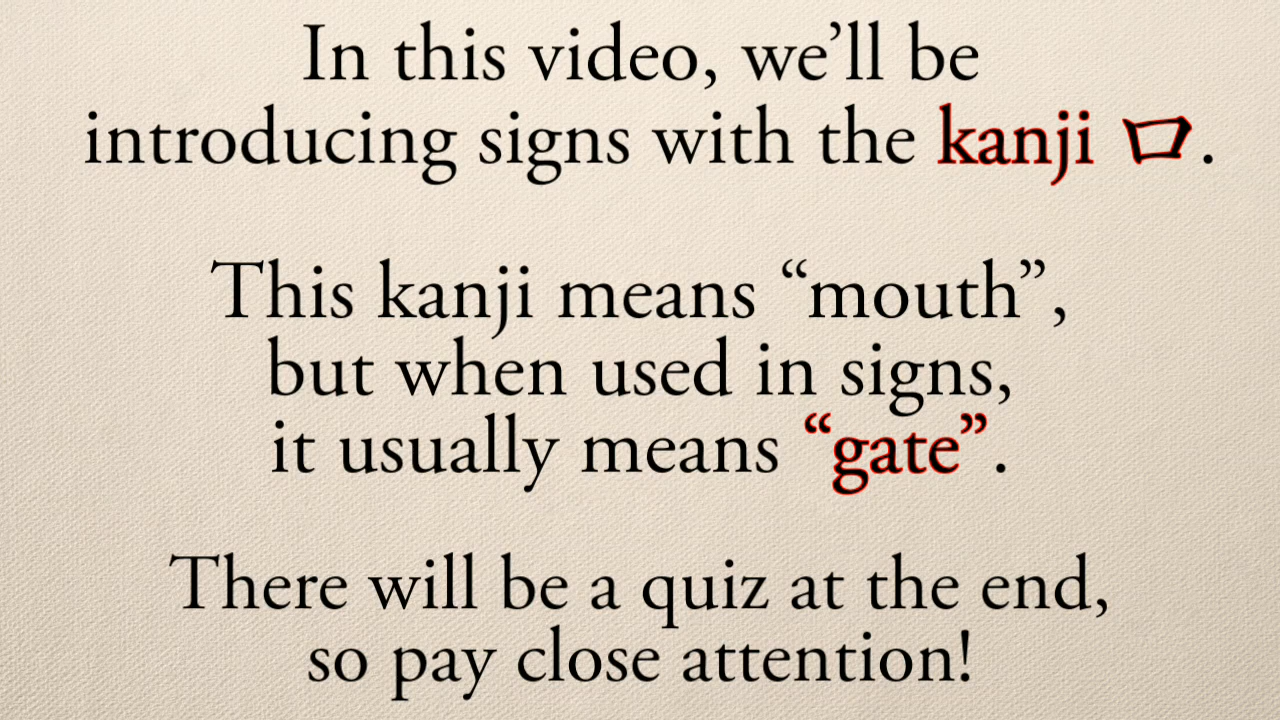 In this video, we’ll be
introducing signs with the kanji 口.
This kanji means “mouth”,
but when used in signs,
it usually means “gate”.
There will be a quiz at the end,
so pay close attention!